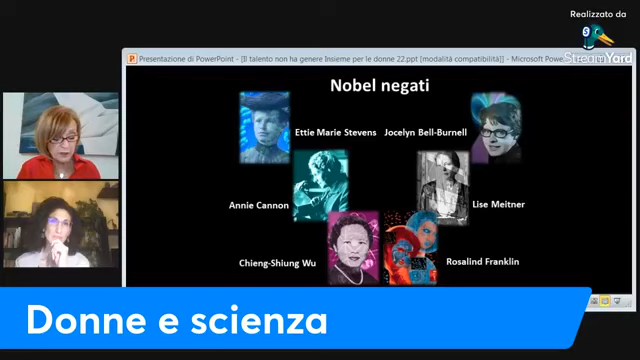 Realizzato da
StreamYard
Presentazione di PowerPoint - [Il talento non ha genere Insieme per le donne 22.ppt [modalità compatibilità]] - Microsoft Pow
Nobel negati
Ettie Marie Stevens
Jocelyn Bell-Burnell
Annie Cannon
Lise Meitner
Chieng-Shiung Wu
Rosalind Franklin
Donne e scienza